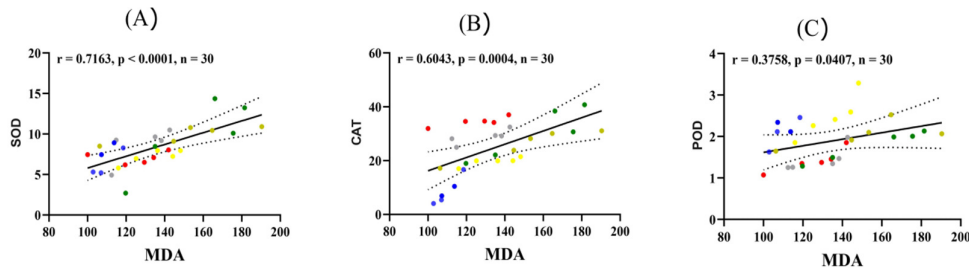 (A)
r = 0.7163, p < 0.0001, n = 30
SOD
20
15
10
5
0
80 100 120 140 160 180 200
MDA
(B)
r = 0.6043, p = 0.0004, n = 30
CAT
60
40
20
0
80 100 120 140 160 180 200
MDA
(C)
r = 0.3758, p = 0.0407, n = 30
POD
4
3
2
1
0
80 100 120 140 160 180 200
MDA